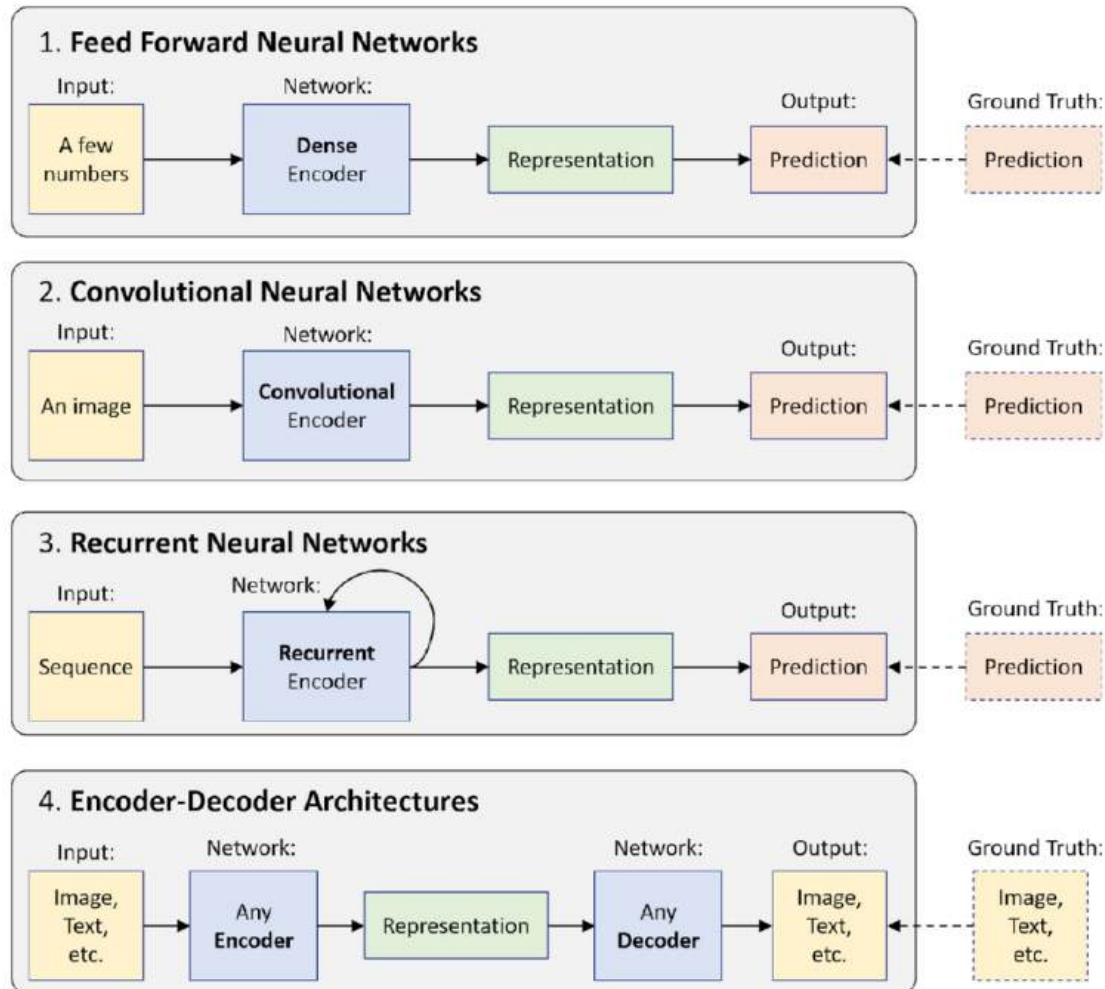 1. Feed Forward Neural Networks
Input:
Network:
Output:
Ground Truth:
A few
numbers
Dense
Encoder
Representation
Prediction
Prediction
2. Convolutional Neural Networks
Input:
Network:
Output:
Ground Truth:
An image
Convolutional
Encoder
Representation
Prediction
Prediction
3. Recurrent Neural Networks
Input:
Network:
Output:
Ground Truth:
Sequence
Recurrent
Encoder
Representation
Prediction
Prediction
4. Encoder-Decoder Architectures
Input:
Network:
Network:
Output:
Ground Truth:
Image,
Text,
etc.
Any
Encoder
Representation
Any
Decoder
Image,
Text,
etc.
Image,
Text,
etc.